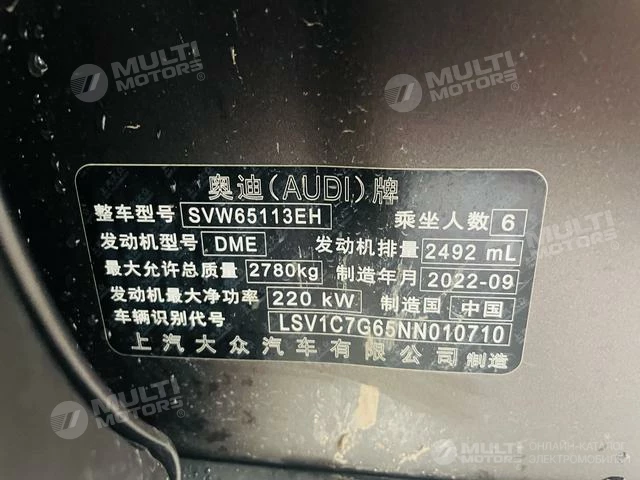 MULTI MOTORS
MULTI MOTORS
奥迪(AUDI)牌
整车型号 SVW65113EH 乘坐人数 6
发动机型号 DME 发动机排量 2492 mL
最大允许总质量 2780kg 制造年月 2022-09
发动机最大净功率 220 kW 制造国 中国
车辆识别代号 LSV1C7G65NN010710
上汽大众汽车有限公司 制造
MULTI MOTORS
MULTI MOTORS
ОНЛАЙН-КАТАЛОГ
ЭЛЕКТРОМОБИЛЕЙ